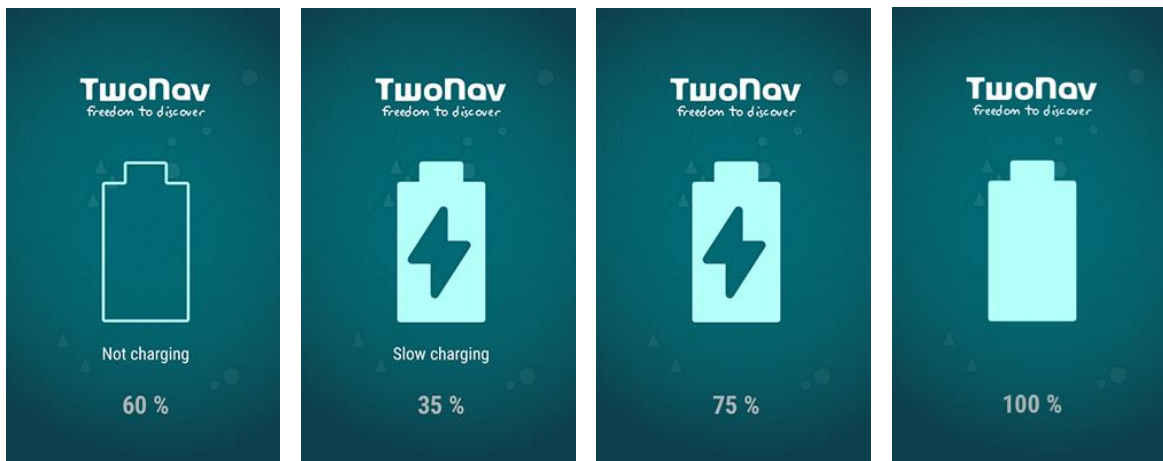 TwoNav
freedom to discover
Not charging
60 %
TwoNav
freedom to discover
Slow charging
35 %
TwoNav
freedom to discover
75 %
TwoNav
freedom to discover
100 %